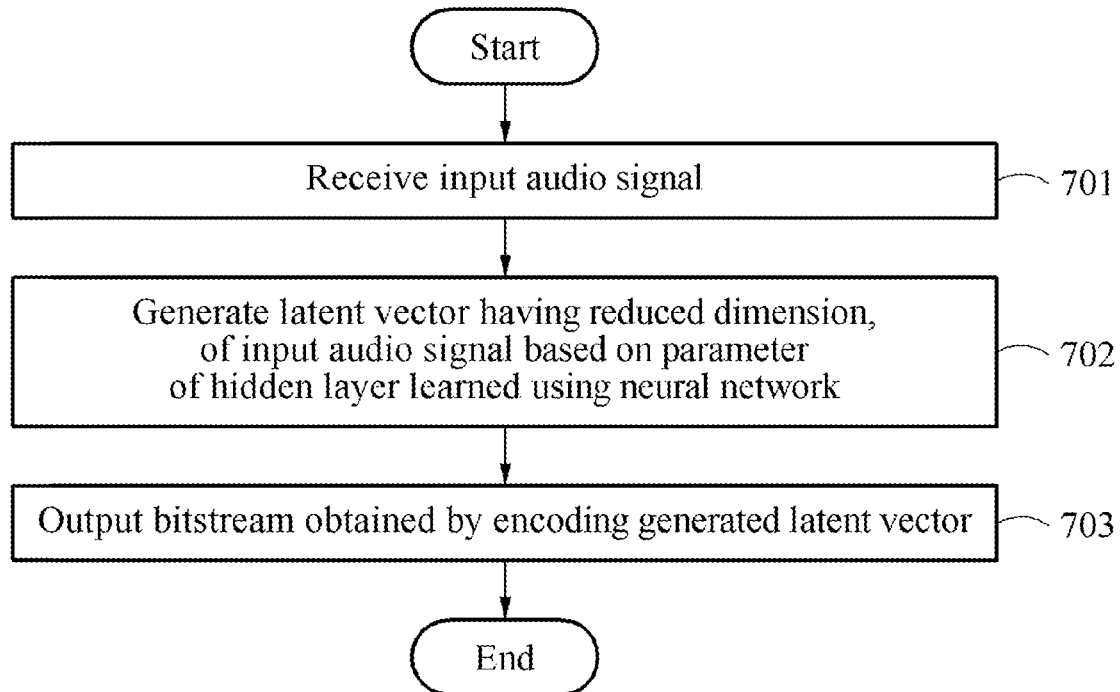 Start
Receive input audio signal
701
Generate latent vector having reduced dimension,
of input audio signal based on parameter
of hidden layer learned using neural network
702
Output bitstream obtained by encoding generated latent vector
703
End